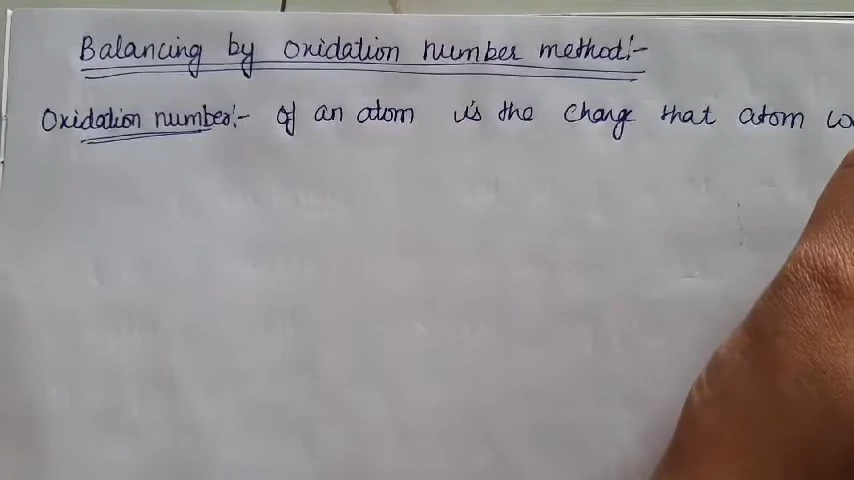 Balancing by oxidation number method:-
Oxidation number:- of an atom is the charge that atom